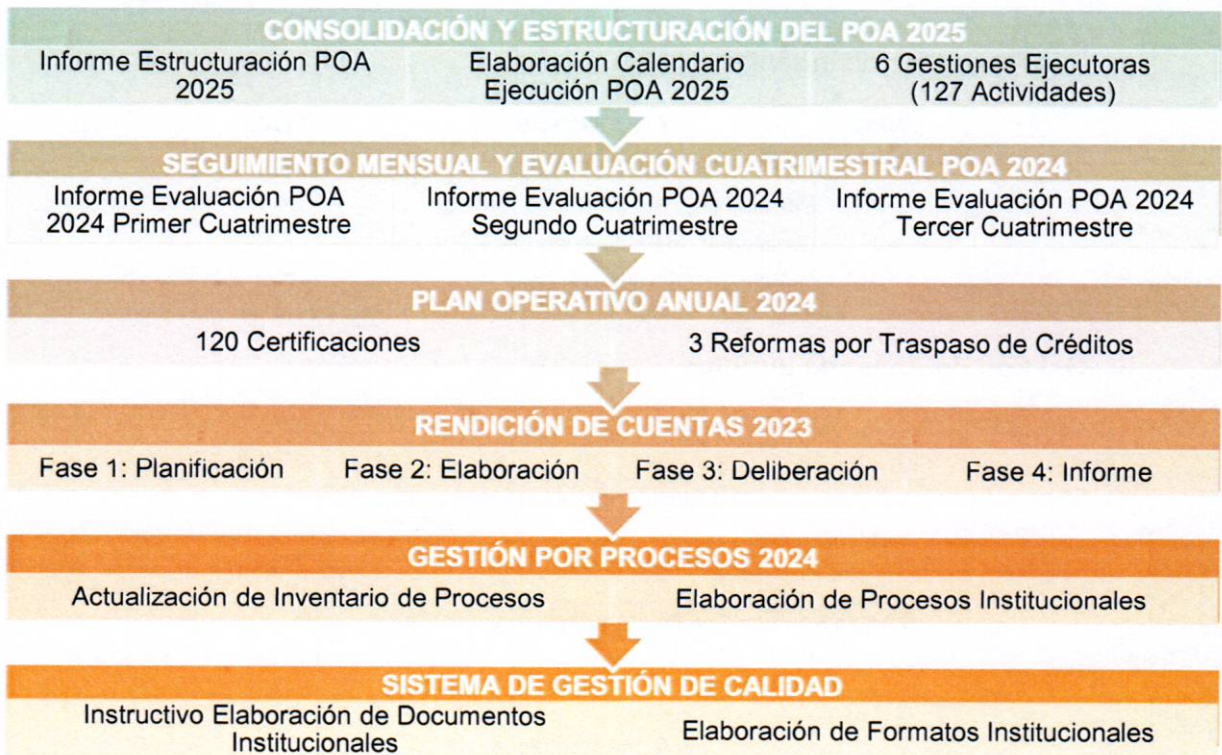 CONSOLIDACIÓN Y ESTRUCTURACIÓN DEL POA 2025
Informe Estructuración POA
2025
Elaboración Calendario
Ejecución POA 2025
6 Gestiones Ejecutoras
(127 Actividades)
SEGUIMIENTO MENSUAL Y EVALUACIÓN CUATRIMESTRAL POA 2024
Informe Evaluación POA
2024 Primer Cuatrimestre
Informe Evaluación POA 2024
Segundo Cuatrimestre
Informe Evaluación POA 2024
Tercer Cuatrimestre
PLAN OPERATIVO ANUAL 2024
120 Certificaciones
3 Reformas por Traspaso de Créditos
RENDICIÓN DE CUENTAS 2023
Fase 1: Planificación
Fase 2: Elaboración
Fase 3: Deliberación
Fase 4: Informe
GESTIÓN POR PROCESOS 2024
Actualización de Inventario de Procesos
Elaboración de Procesos Institucionales
SISTEMA DE GESTIÓN DE CALIDAD
Instructivo Elaboración de Documentos
Institucionales
Elaboración de Formatos Institucionales